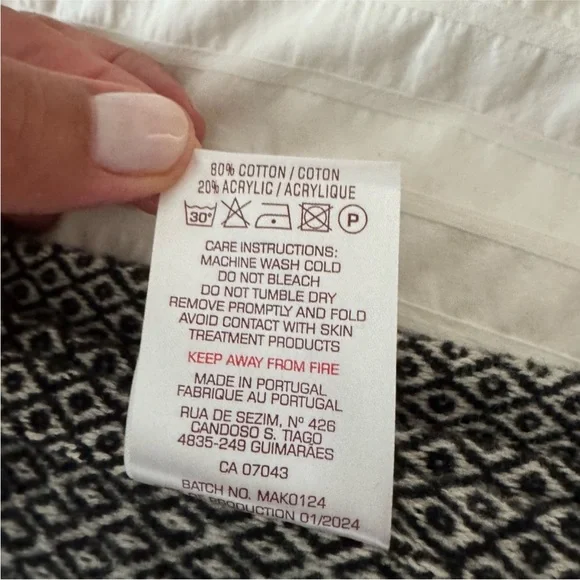 80% COTTON / COTON
20% ACRYLIC / ACRYLIQUE
30° P
CARE INSTRUCTIONS:
MACHINE WASH COLD
DO NOT BLEACH
DO NOT TUMBLE DRY
REMOVE PROMPTLY AND FOLD
AVOID CONTACT WITH SKIN
TREATMENT PRODUCTS
KEEP AWAY FROM FIRE
MADE IN PORTUGAL
FABRIQUE AU PORTUGAL
RUA DE SEZIM, Nº 426
CANDOSO S. TIAGO
4835-249 GUIMARÃES
CA 07043
BATCH NO. MAK0124
PRODUCTION 01/2024